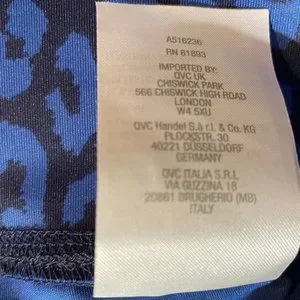 A516236
RN 81893
IMPORTED BY:
QVC UK
CHISWICK PARK
566 CHISWICK HIGH ROAD
LONDON
W4 5XU
QVC Handel S.à r.l. & Co. KG
PLOCKSTR. 30
40221 DÜSSELDORF
GERMANY
QVC ITALIA S.R.L
VIA GUZZINA 18
20861 BRUGHERIO (MB)
ITALY